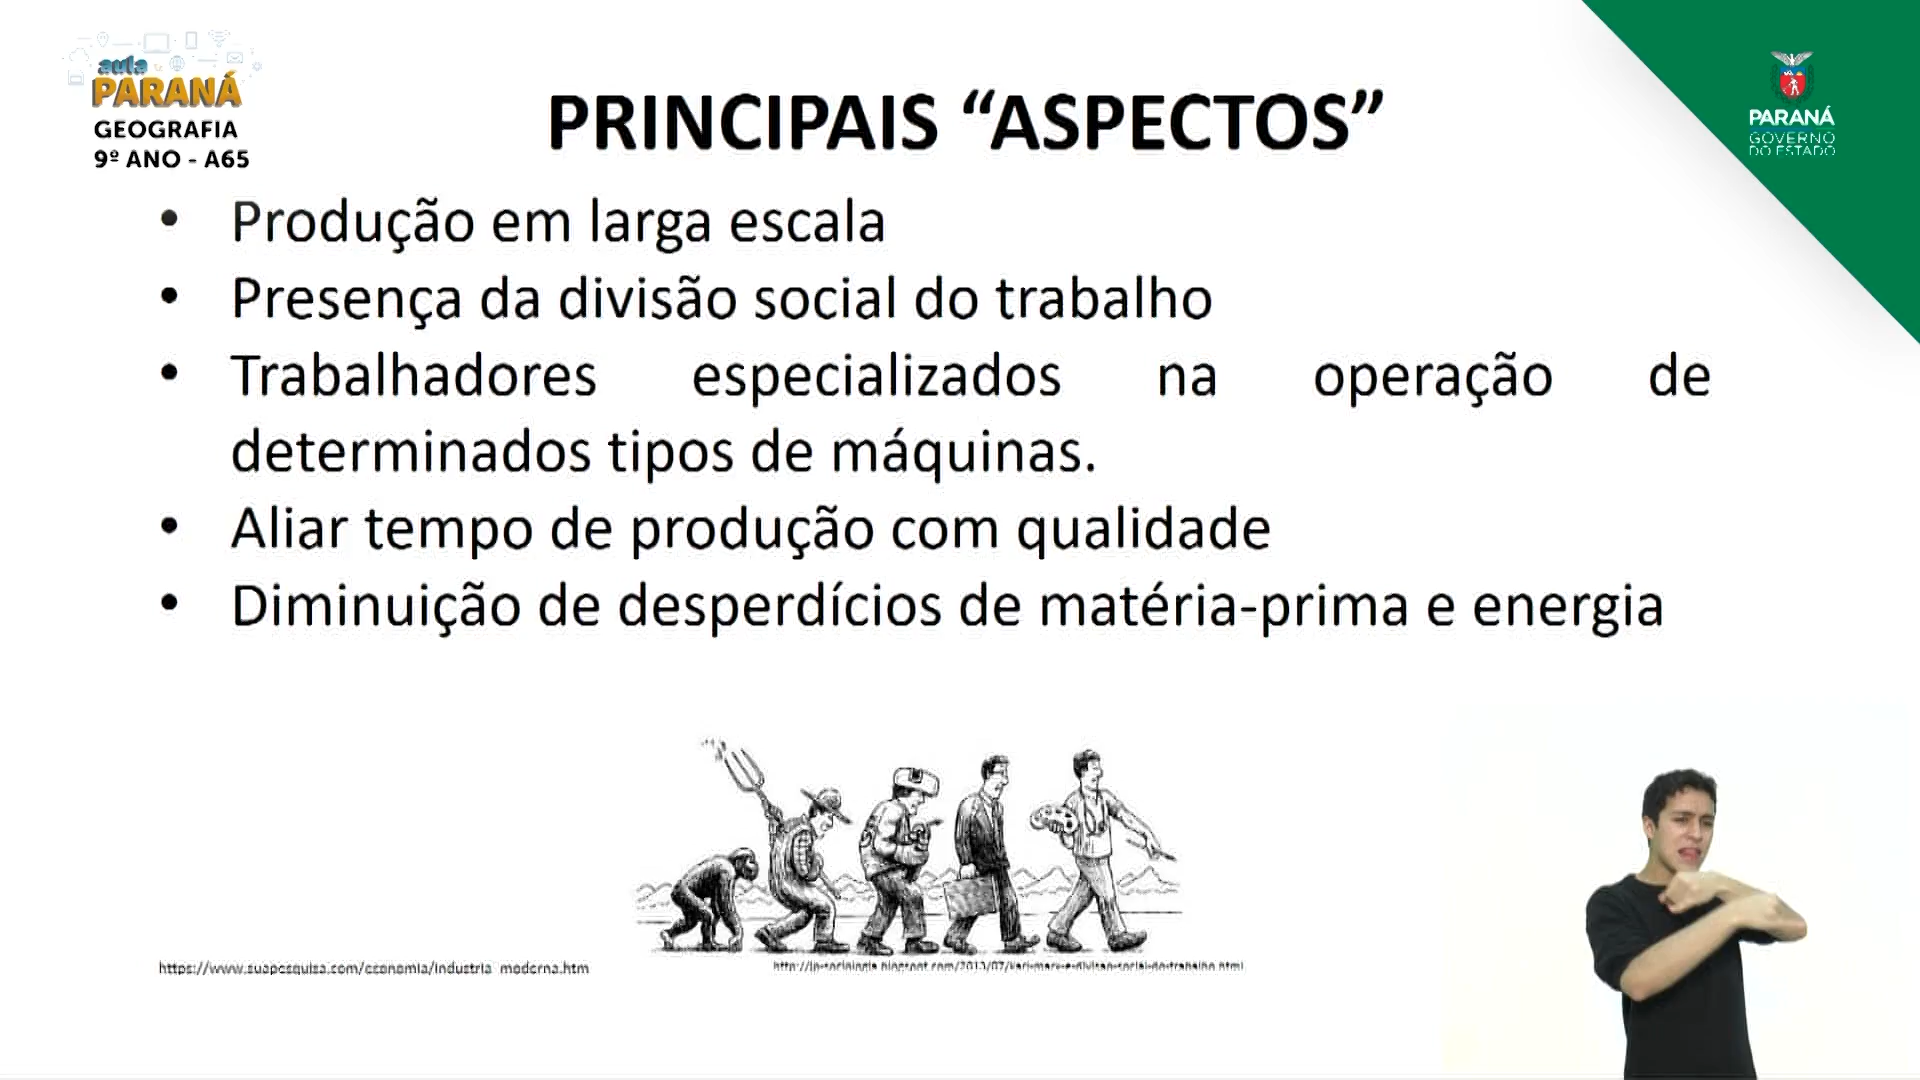 aula
PARANÁ
GEOGRAFIA
9º ANO - A65
PRINCIPAIS “ASPECTOS”
PARANÁ
GOVERNO
DO ESTADO
• Produção em larga escala
• Presença da divisão social do trabalho
• Trabalhadores especializados na operação de
determinados tipos de máquinas.
• Aliar tempo de produção com qualidade
• Diminuição de desperdícios de matéria-prima e energia
https://www.suapesquisa.com/economia/industria_moderna.htm